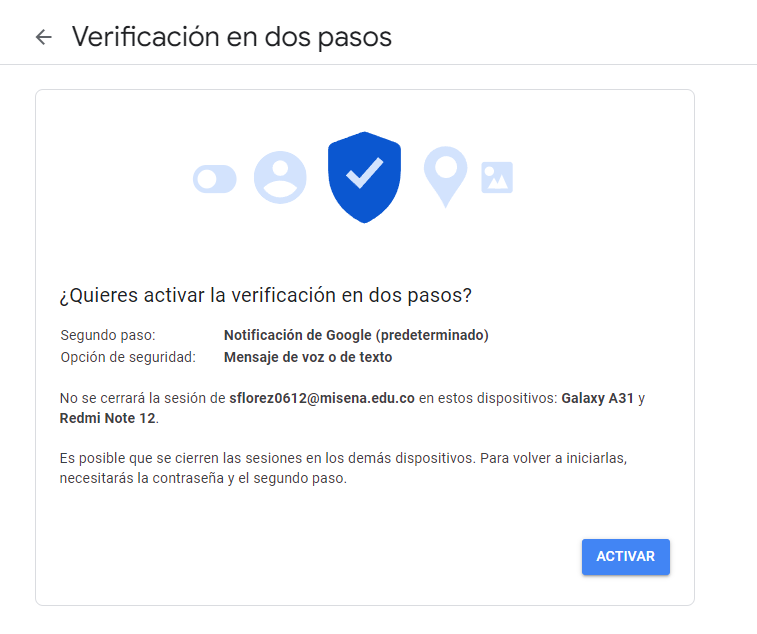 Verificación en dos pasos
¿Quieres activar la verificación en dos pasos?
Segundo paso: Notificación de Google (predeterminado)
Opción de seguridad: Mensaje de voz o de texto
No se cerrará la sesión de sflorez0612@misena.edu.co en estos dispositivos: Galaxy A31 y
Redmi Note 12.
Es posible que se cierren las sesiones en los demás dispositivos. Para volver a iniciarlas,
necesitarás la contraseña y el segundo paso.
ACTIVAR